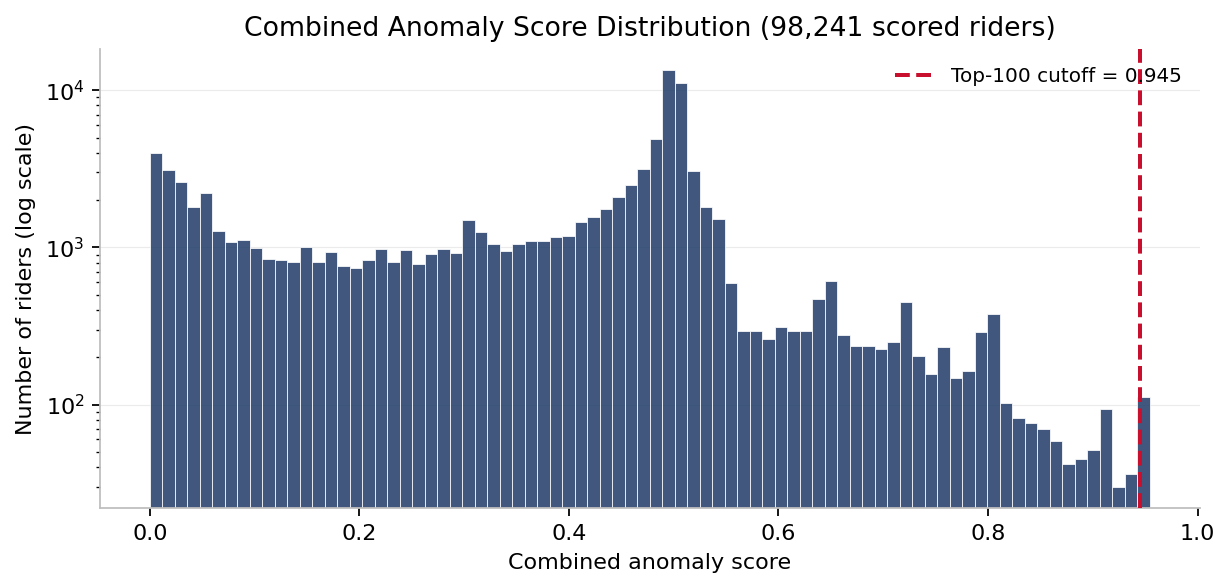 Combined Anomaly Score Distribution (98,241 scored riders)
Top-100 cutoff = 0.945
Number of riders (log scale)
10⁴
10³
10²
0.0 0.2 0.4 0.6 0.8 1.0
Combined anomaly score